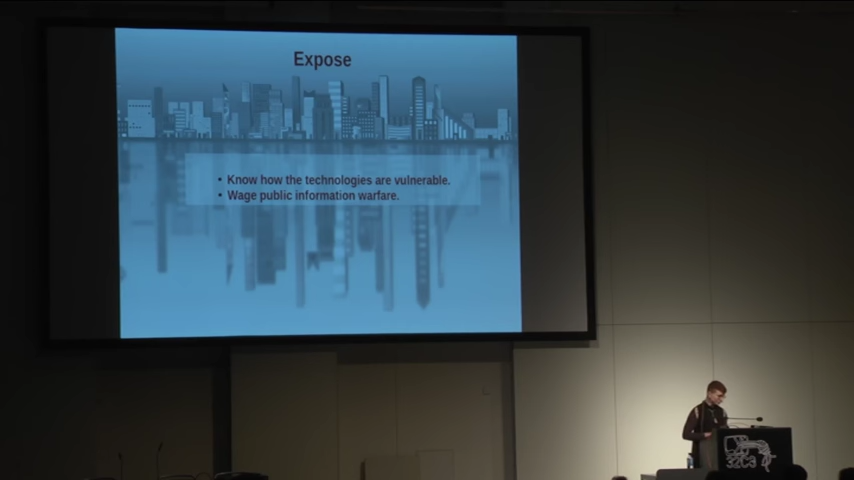 Expose
• Know how the technologies are vulnerable.
• Wage public information warfare.
32C3